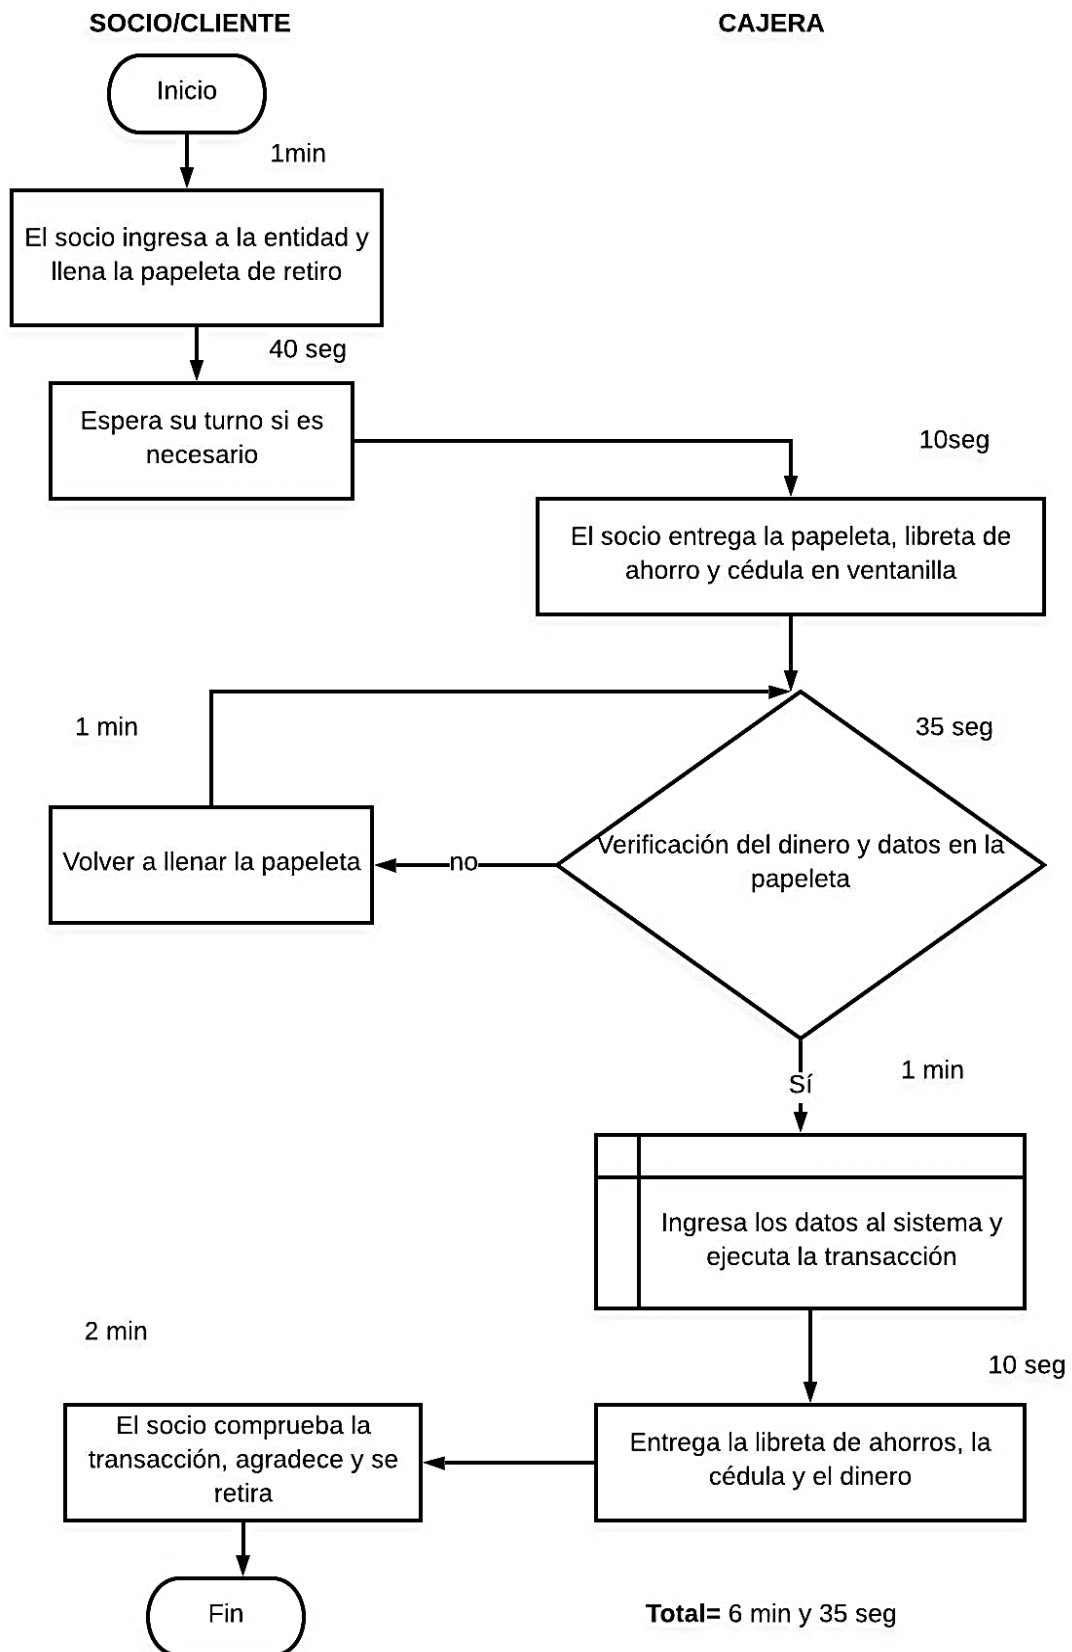 SOCIO/CLIENTE
CAJERA
Inicio
1min
El socio ingresa a la entidad y
llena la papeleta de retiro
40 seg
Espera su turno si es
necesario
10seg
El socio entrega la papeleta, libreta de
ahorro y cédula en ventanilla
1 min
35 seg
Verificación del dinero y datos en la
papeleta
no
Volver a llenar la papeleta
Sí
1 min
Ingresa los datos al sistema y
ejecuta la transacción
10 seg
Entrega la libreta de ahorros, la
cédula y el dinero
2 min
El socio comprueba la
transacción, agradece y se
retira
Fin
Total= 6 min y 35 seg